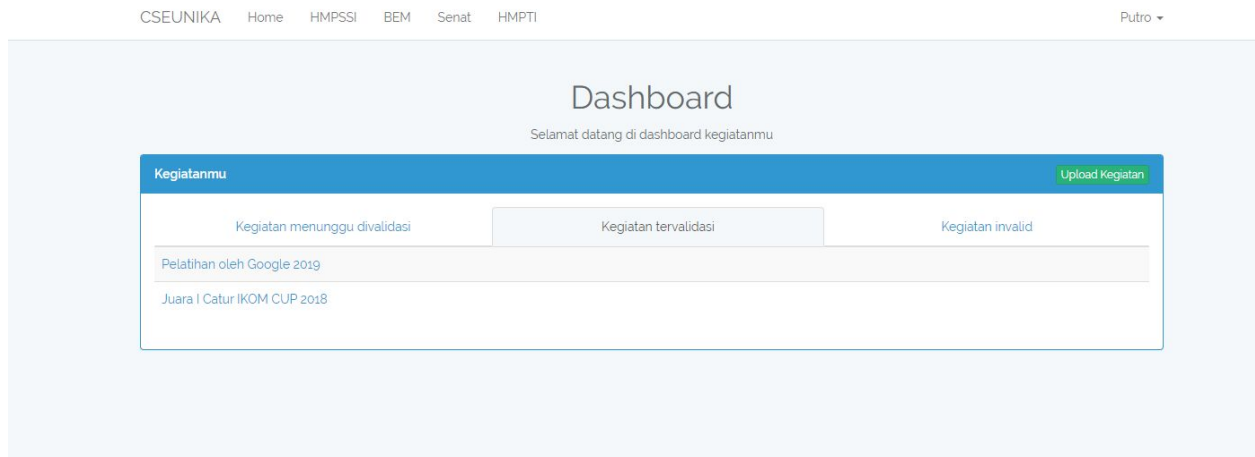 CSEUNIKA Home HMPSSI BEM Senat HMPTI Putro
Dashboard
Selamat datang di dashboard kegiatanmu
Kegiatanmu Upload Kegiatan
Kegiatan menunggu divalidasi Kegiatan tervalidasi Kegiatan invalid
Pelatihan oleh Google 2019
Juara I Catur IKOM CUP 2018